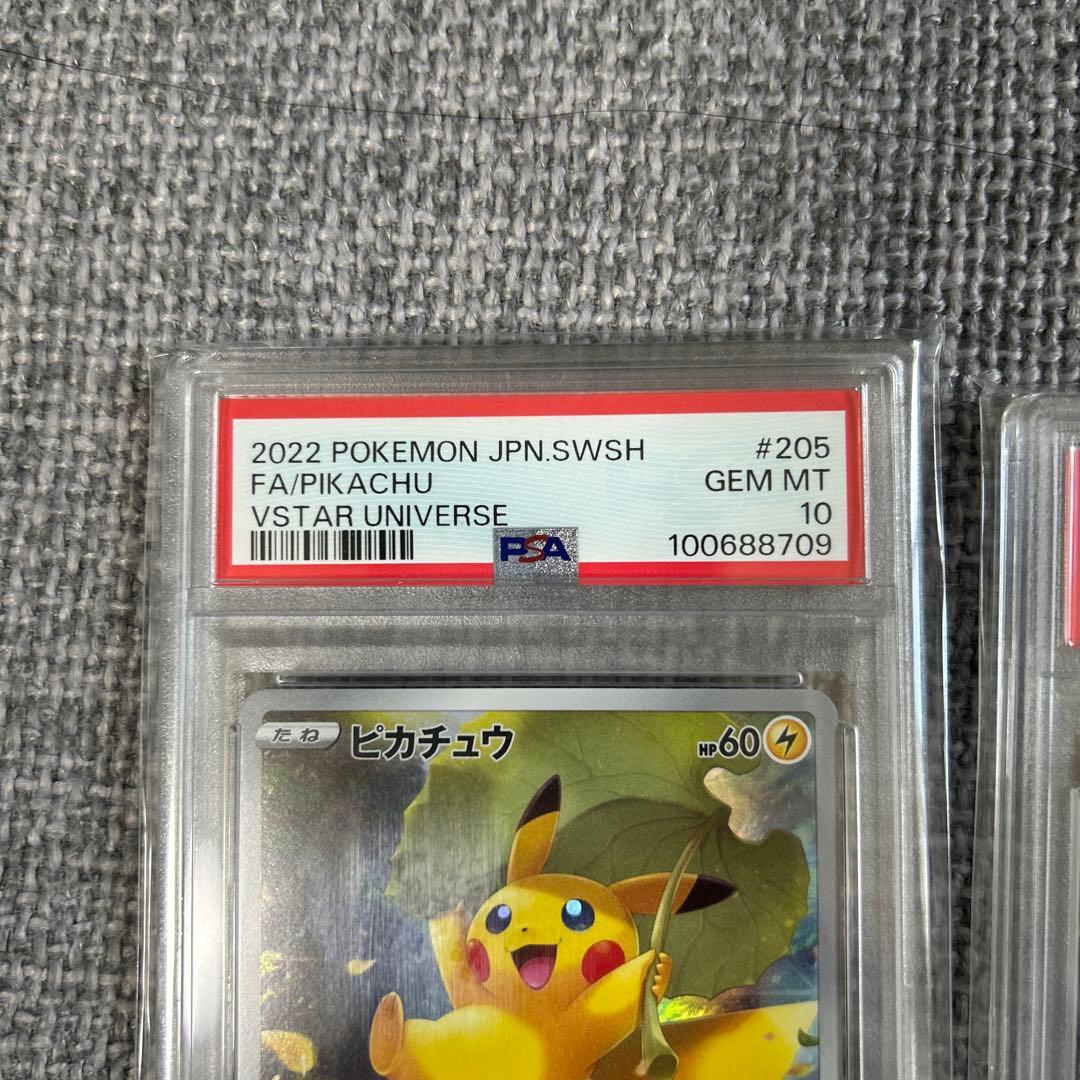 2022 POKEMON JPN.SWSH #205
FA/PIKACHU GEM MT
VSTAR UNIVERSE 10
PSA 100688709
たね ピカチュウ HP60